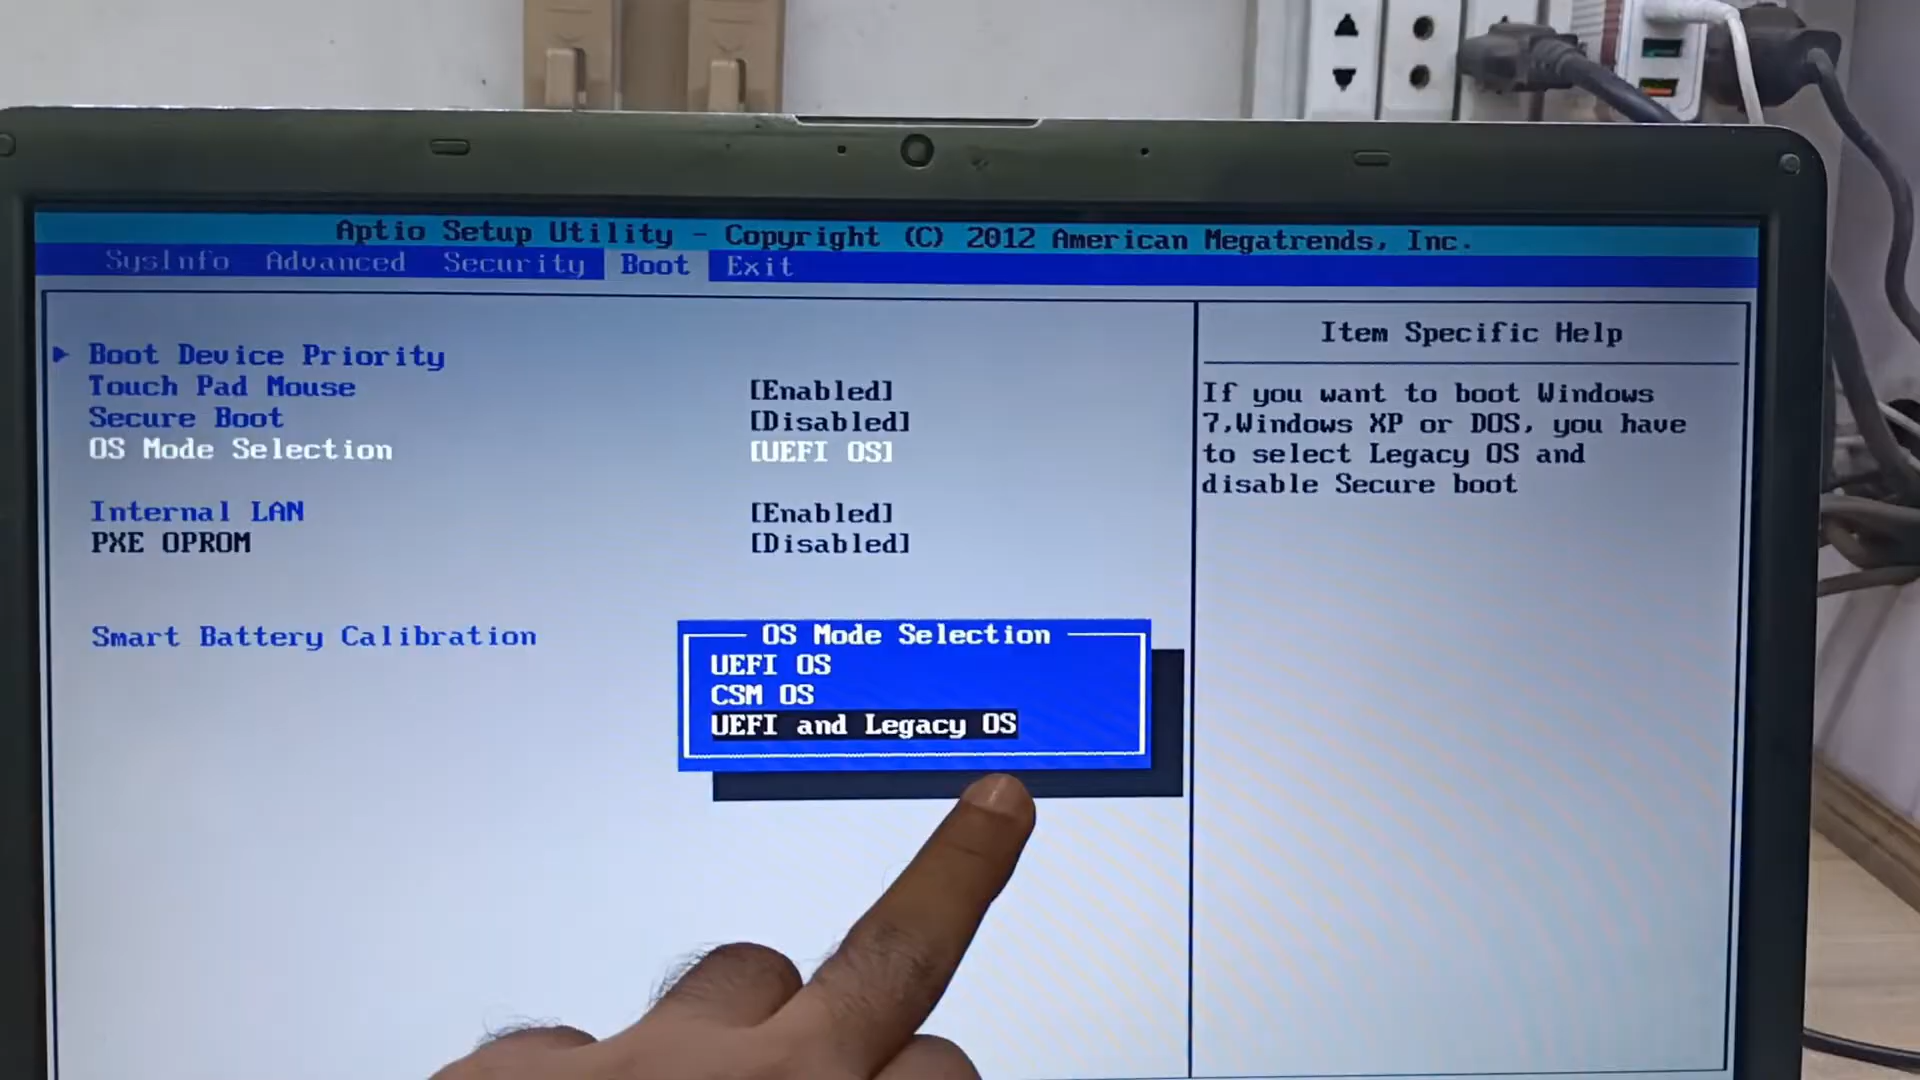 Aptio Setup Utility - Copyright (C) 2012 American Megatrends, Inc.
SysInfo Advanced Security Boot Exit
Boot Device Priority
Touch Pad Mouse [Enabled]
Secure Boot [Disabled]
OS Mode Selection [UEFI OS]
Internal LAN [Enabled]
PXE OPROM [Disabled]
Smart Battery Calibration
OS Mode Selection
UEFI OS
CSM OS
UEFI and Legacy OS
Item Specific Help
If you want to boot Windows
7,Windows XP or DOS, you have
to select Legacy OS and
disable Secure boot